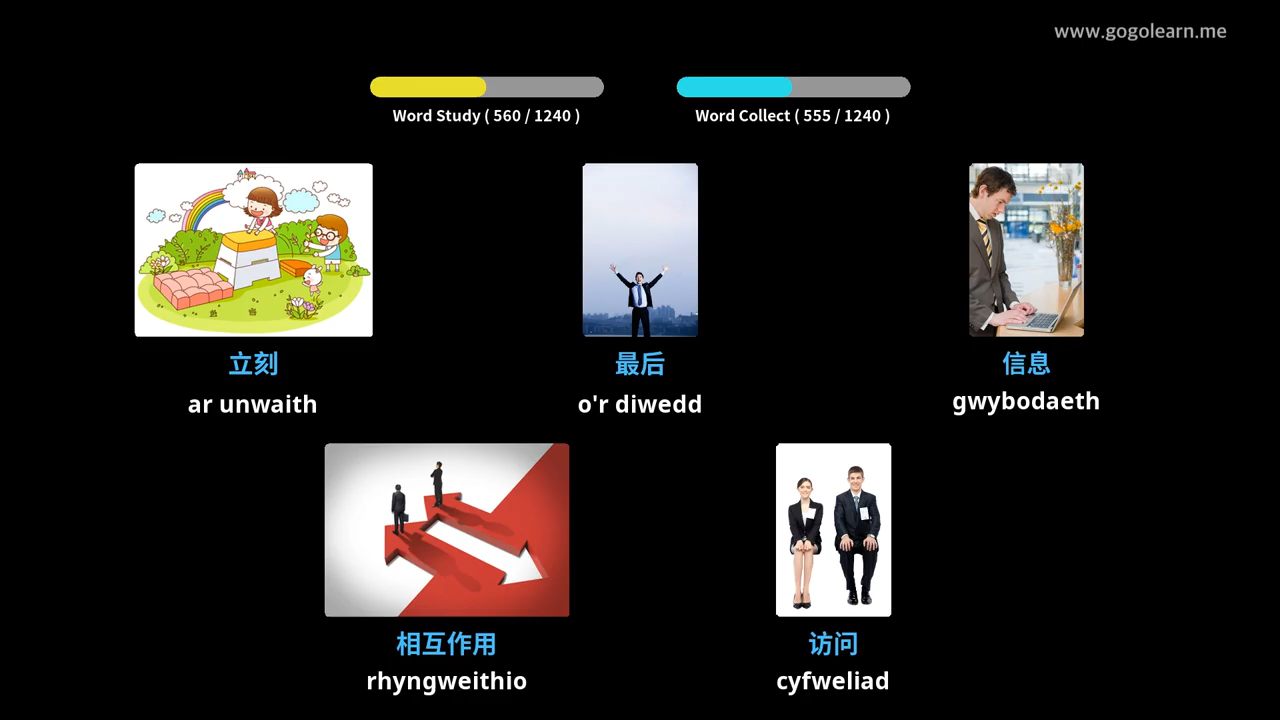 www.gogolearn.me
Word Study ( 560 / 1240 )
Word Collect ( 555 / 1240 )
立刻
ar unwaith
最后
o'r diwedd
信息
gwybodaeth
相互作用
rhyngweithio
访问
cyfweliad